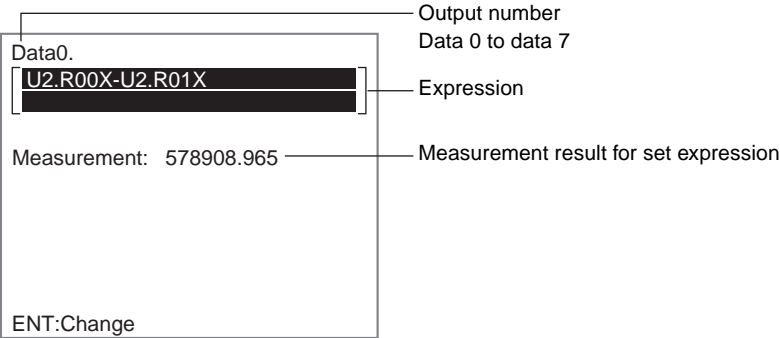 Output number
Data 0 to data 7
Data0.
U2.R00X-U2.R01X
Expression
Measurement: 578908.965
Measurement result for set expression
ENT:Change